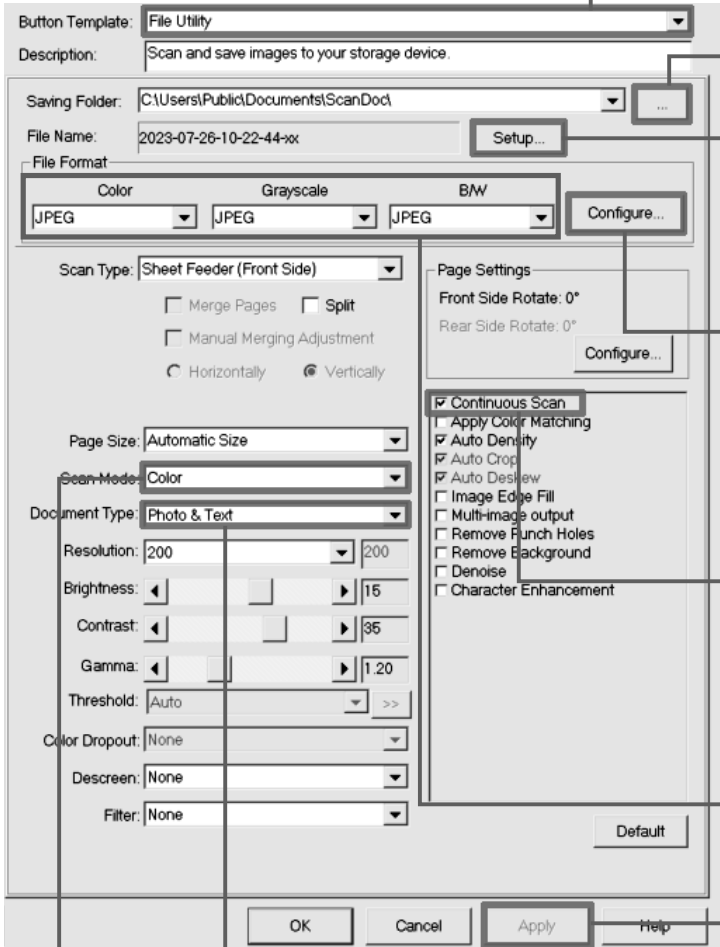 Button Template: File Utility
Description: Scan and save images to your storage device.
Saving Folder: C:\Users\Public\Documents\ScanDoc\ ...
File Name: 2023-07-26-10-22-44-xx Setup...
File Format
Color Grayscale B/W
JPEG JPEG JPEG Configure...
Scan Type: Sheet Feeder (Front Side)
Merge Pages Split
Manual Merging Adjustment
Horizontally Vertically
Page Settings
Front Side Rotate: 0°
Rear Side Rotate: 0°
Configure...
Page Size: Automatic Size
Scan Mode: Color
Document Type: Photo & Text
Resolution: 200 200
Brightness: 15
Contrast: 35
Gamma: 1.20
Threshold: Auto >>
Color Dropout: None
Descreen: None
Filter: None
Continuous Scan
Apply Color Matching
Auto Density
Auto Crop
Auto Deskew
Image Edge Fill
Multi-image output
Remove Punch Holes
Remove Background
Denoise
Character Enhancement
Default
OK Cancel Apply Help